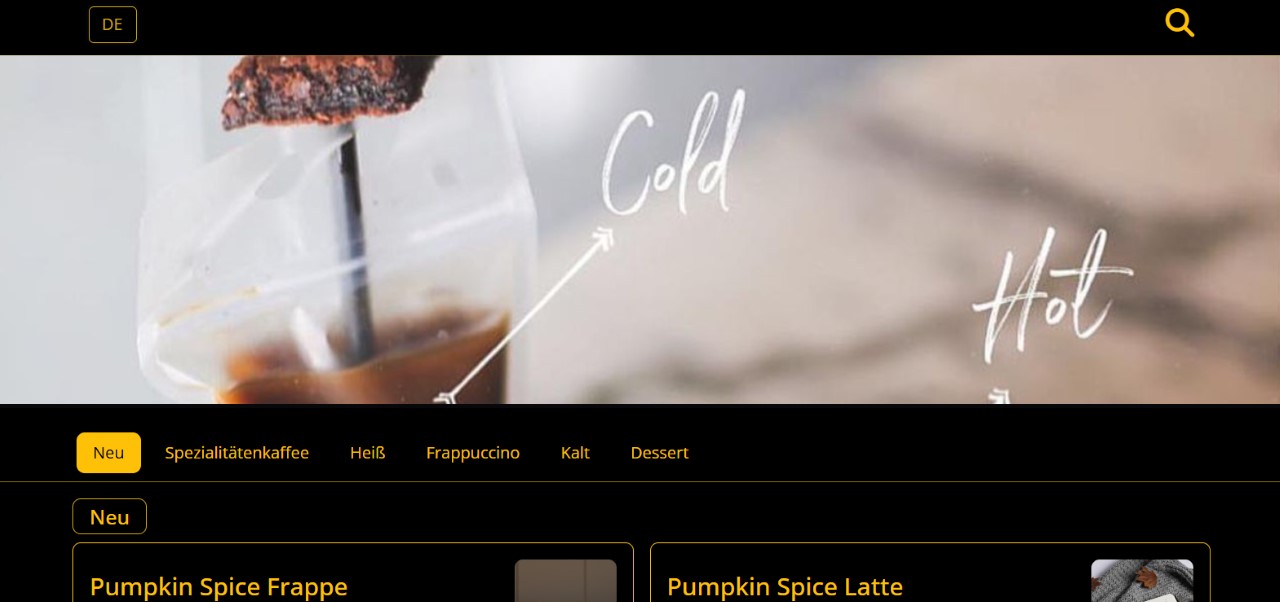 DE
Cold
Hot
Neu Spezialitätenkaffee Heiß Frappuccino Kalt Dessert
Neu
Pumpkin Spice Frappe
Pumpkin Spice Latte